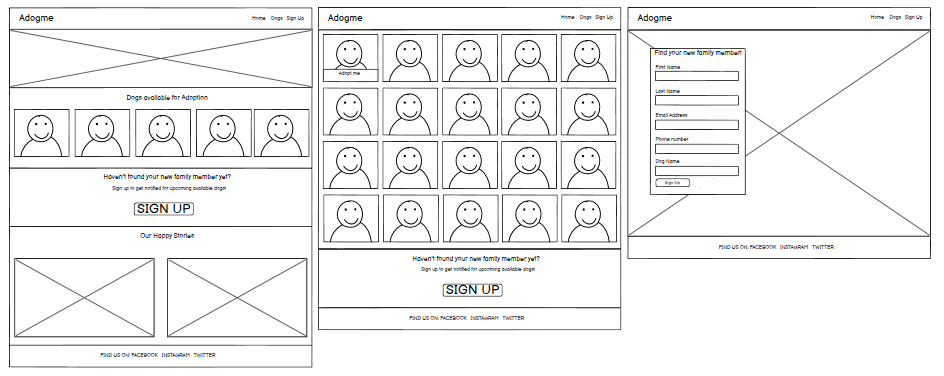 Adogme
Home Dogs Sign Up
Dogs available for Adoption
Haven't found your new family member yet?
Sign up to get notified for upcoming available dogs!
SIGN UP
Our Happy Stories
FIND US ON: FACEBOOK INSTAGRAM TWITTER
Adogme
Home Dogs Sign Up
Adopt me
Haven't found your new family member yet?
Sign up to get notified for upcoming available dogs!
SIGN UP
FIND US ON: FACEBOOK INSTAGRAM TWITTER
Adogme
Home Dogs Sign Up
Find your new family member!
First Name
Last Name
Email Address
Phone number
Dog Name
Sign Up
FIND US ON: FACEBOOK INSTAGRAM TWITTER